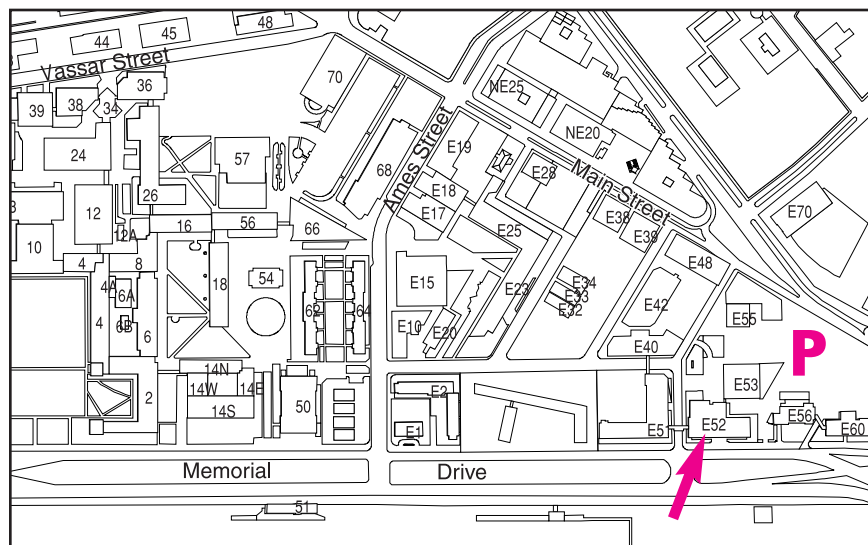 48
45
44
Vassar Street
36
70
39
38
34
NE25
24
57
Ames Street
E19
NE20
26
68
E28
Main Street
E18
E17
12
16
56
66
E38
E70
12A
E25
E39
10
4
8
18
54
E15
E48
4A
6A
E34
E33
E32
E23
E42
4
6B
6
62
64
E10
E20
E55
E40
P
14N
14W
14E
14S
2
50
E2
E53
E1
E5
E52
E56
E60
Memorial
Drive
51